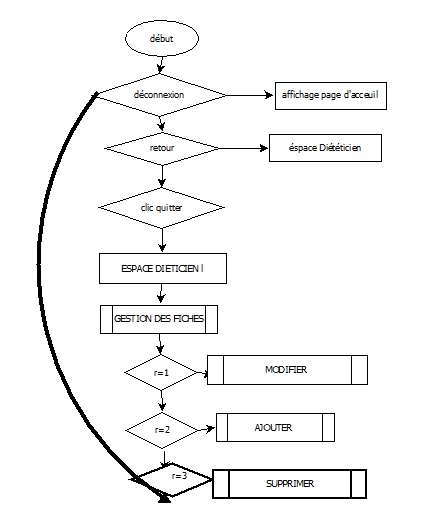 début
déconnexion
affichage page d'acceuil
retour
éspace Diététicien
clic quitter
ESPACE DIETICIEN l
GESTION DES FICHES
r=1
MODIFIER
r=2
AJOUTER
r=3
SUPPRIMER